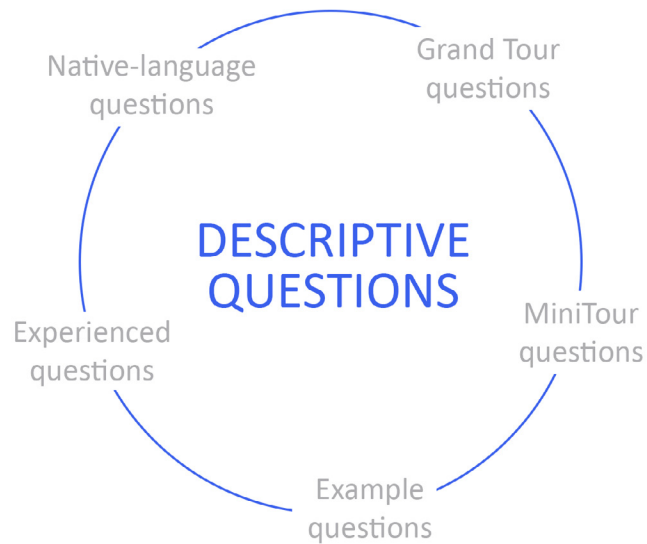 Grand Tour
questions
MiniTour
questions
Example
questions
Experienced
questions
Native-language
questions
DESCRIPTIVE
QUESTIONS